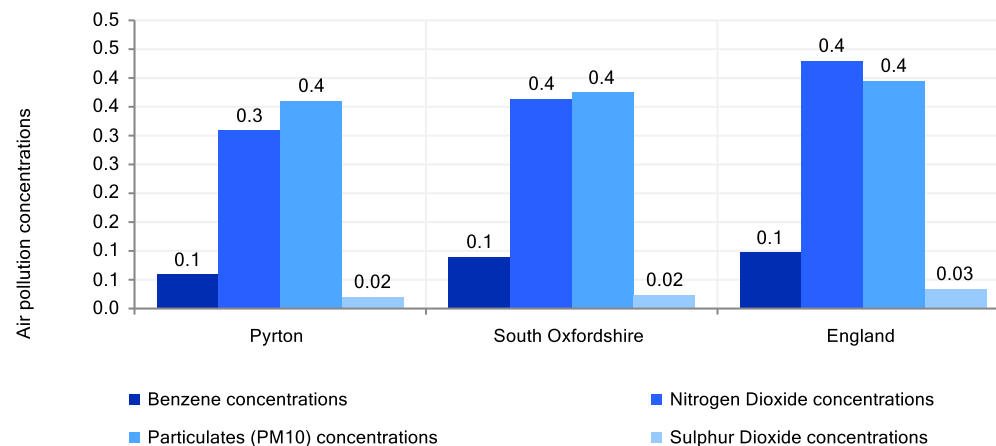 Air pollution concentrations
0.5
0.5
0.4
0.4
0.3
0.3
0.2
0.2
0.1
0.1
0.0
0.1
0.3
0.4
0.02
0.1
0.4
0.4
0.02
0.1
0.4
0.4
0.03
Pyrton
South Oxfordshire
England
Benzene concentrations
Nitrogen Dioxide concentrations
Particulates (PM10) concentrations
Sulphur Dioxide concentrations